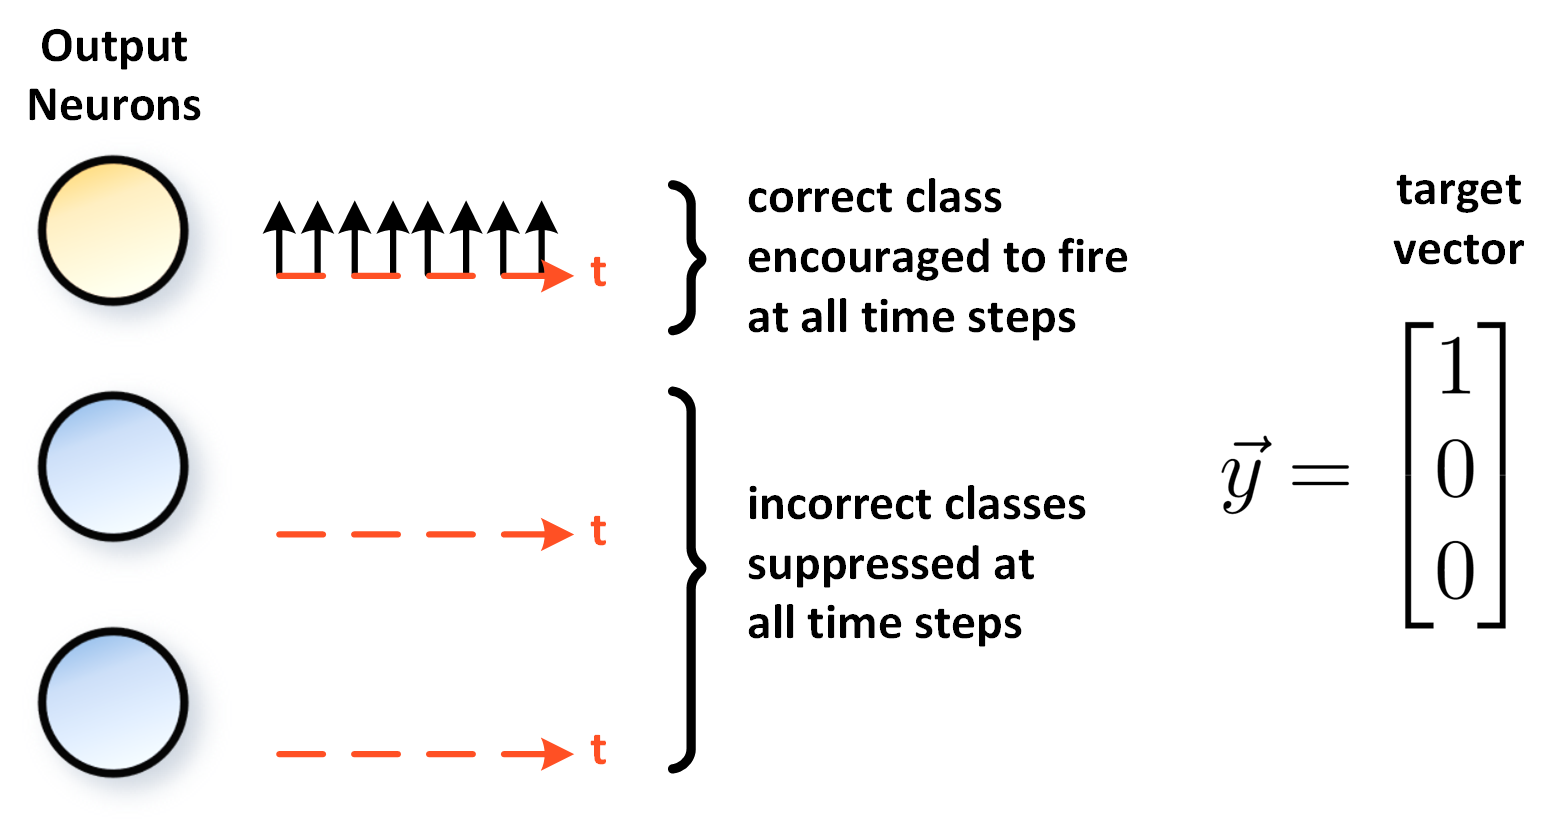 Output
Neurons
t
correct class
encouraged to fire
at all time steps
t
incorrect classes
suppressed at
all time steps
t
target
vector
$\vec{y} = \begin{bmatrix} 1 \\ 0 \\ 0 \end{bmatrix}$